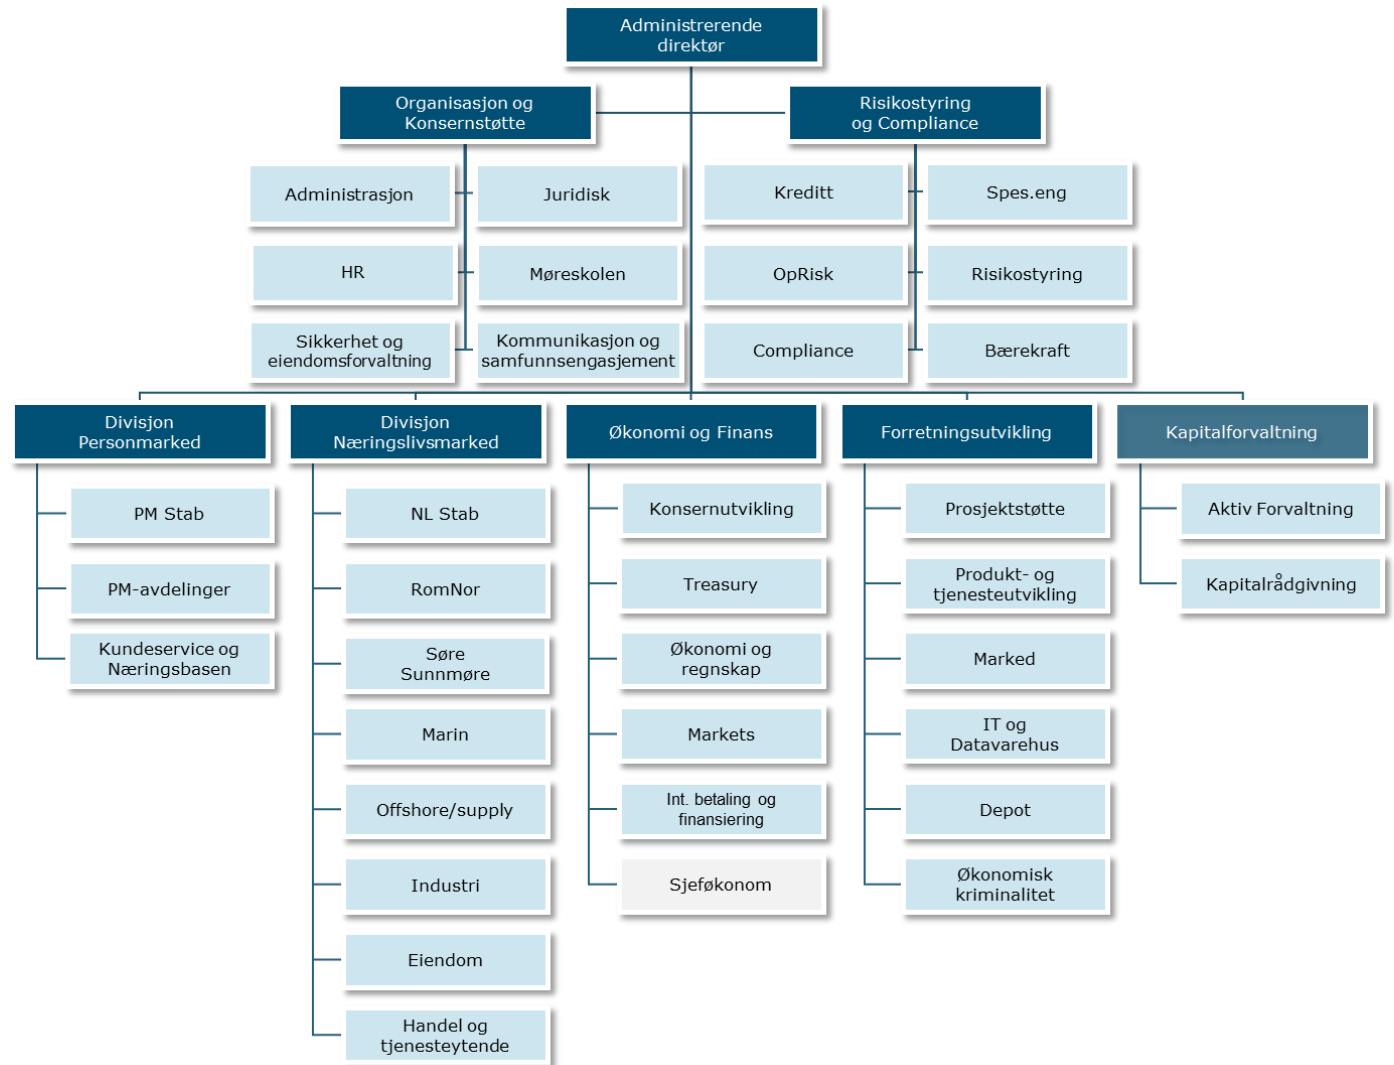 Administrerende
direktør
Organisasjon og
Konsernstøtte
Risikostyring
og Compliance
Administrasjon
Juridisk
Kreditt
Spes.eng
HR
Møreskolen
OpRisk
Risikostyring
Sikkerhet og
eiendomsforvaltning
Kommunikasjon og
samfunnsengasjement
Compliance
Bærekraft
Divisjon
Personmarked
Divisjon
Næringslivsmarked
Økonomi og Finans
Forretningsutvikling
Kapitalforvaltning
PM Stab
PM-avdelinger
Kundeservice og
Næringsbasen
NL Stab
RomNor
Søre
Sunnmøre
Marin
Offshore/supply
Industri
Eiendom
Handel og
tjenesteytende
Konsernutvikling
Treasury
Økonomi og
regnskap
Markets
Int. betaling og
finansiering
Sjeføkonom
Prosjektstøtte
Produkt- og
tjenesteutvikling
Marked
IT og
Datavarehus
Depot
Økonomisk
kriminalitet
Aktiv Forvaltning
Kapitalrådgivning